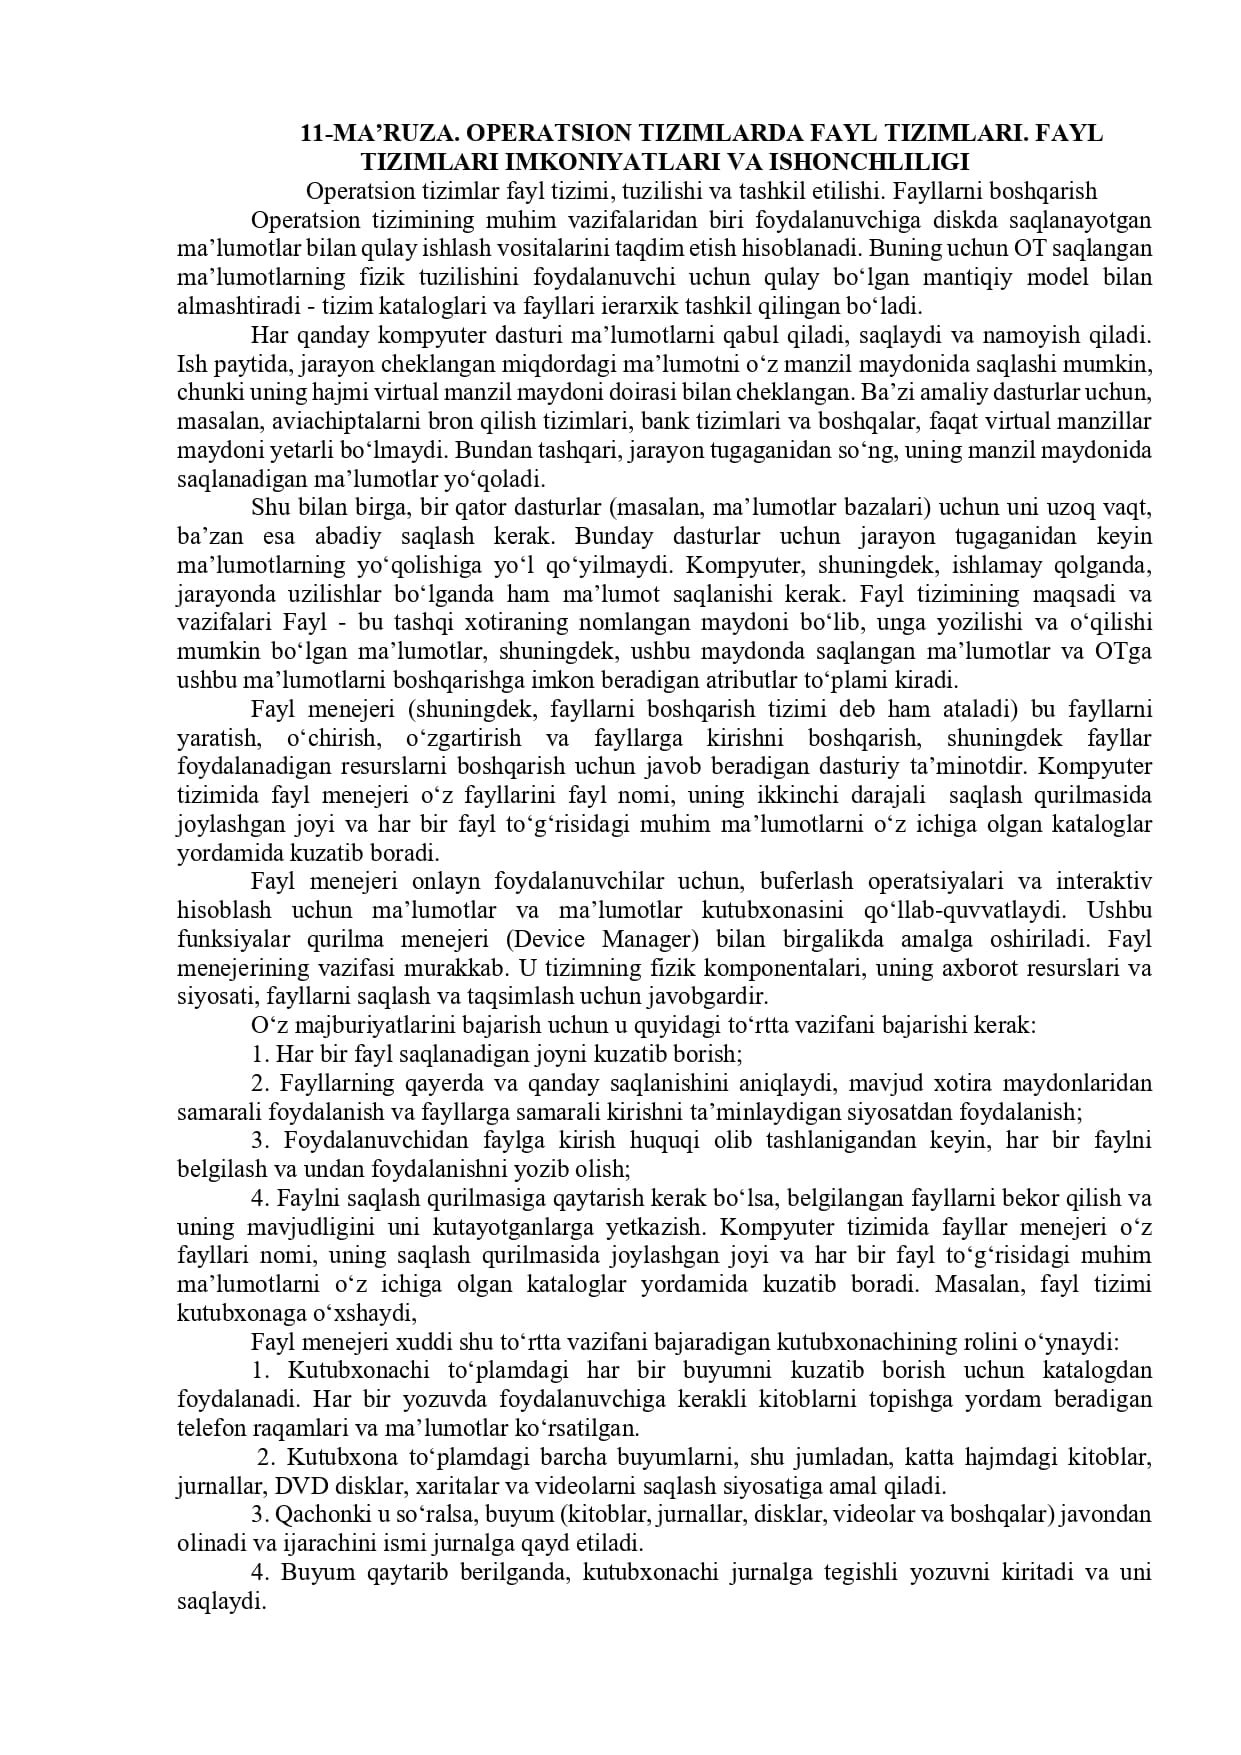 11-MA’RUZA. OPERATSION TIZIMLARDA FAYL TIZIMLARI. FAYL
TIZIMLARI IMKONIYATLARI VA ISHONCHLILIGI
Operatsion tizimlar fayl tizimi, tuzilishi va tashkil etilishi. Fayllarni boshqarish
Operatsion tizimining muhim vazifalaridan biri foydalanuvchiga diskda saqlanayotgan
ma’lumotlar bilan qulay ishlash vositalarini taqdim etish hisoblanadi. Buning uchun OT saqlangan
ma’lumotlarning fizik tuzilishini foydalanuvchi uchun qulay bo‘lgan mantiqiy model bilan
almashtiradi - tizim kataloglari va fayllari ierarxik tashkil qilingan bo‘ladi.
Har qanday kompyuter dasturi ma’lumotlarni qabul qiladi, saqlaydi va namoyish qiladi.
Ish paytida, jarayon cheklangan miqdordagi ma’lumotni o‘z manzil maydonida saqlashi mumkin,
chunki uning hajmi virtual manzil maydoni doirasi bilan cheklangan. Ba’zi amaliy dasturlar uchun,
masalan, aviachiptalarni bron qilish tizimlari, bank tizimlari va boshqalar, faqat virtual manzillar
maydoni yetarli bo‘lmaydi. Bundan tashqari, jarayon tugaganidan so‘ng, uning manzil maydonida
saqlanadigan ma’lumotlar yo‘qoladi.
Shu bilan birga, bir qator dasturlar (masalan, ma’lumotlar bazalari) uchun uni uzoq vaqt,
ba’zan esa abadiy saqlash kerak. Bunday dasturlar uchun jarayon tugaganidan keyin
ma’lumotlarning yo‘qolishiga yo‘l qo‘yilmaydi. Kompyuter, shuningdek, ishlamay qolganda,
jarayonda uzilishlar bo‘lganda ham ma’lumot saqlanishi kerak. Fayl tizimining maqsadi va
vazifalari Fayl - bu tashqi xotiraning nomlangan maydoni bo‘lib, unga yozilishi va o‘qilishi
mumkin bo‘lgan ma’lumotlar, shuningdek, ushbu maydonda saqlangan ma’lumotlar va OTga
ushbu ma’lumotlarni boshqarishga imkon beradigan atributlar to‘plami kiradi.
Fayl menejeri (shuningdek, fayllarni boshqarish tizimi deb ham ataladi) bu fayllarni
yaratish, o‘chirish, o‘zgartirish va fayllarga kirishni boshqarish, shuningdek fayllar
foydalanadigan resurslarni boshqarish uchun javob beradigan dasturiy ta’minotdir. Kompyuter
tizimida fayl menejeri o‘z fayllarini fayl nomi, uning ikkinchi darajali saqlash qurilmasida
joylashgan joyi va har bir fayl to‘g‘risidagi muhim ma’lumotlarni o‘z ichiga olgan kataloglar
yordamida kuzatib boradi.
Fayl menejeri onlayn foydalanuvchilar uchun, buferlash operatsiyalari va interaktiv
hisoblash uchun ma’lumotlar va ma’lumotlar kutubxonasini qo‘llab-quvvatlaydi. Ushbu
funksiyalar qurilma menejeri (Device Manager) bilan birgalikda amalga oshiriladi. Fayl
menejerining vazifasi murakkab. U tizimning fizik komponentalari, uning axborot resurslari va
siyosati, fayllarni saqlash va taqsimlash uchun javobgardir.
O‘z majburiyatlarini bajarish uchun u quyidagi to‘rtta vazifani bajarishi kerak:
1. Har bir fayl saqlanadigan joyni kuzatib borish;
2. Fayllarning qayerda va qanday saqlanishini aniqlaydi, mavjud xotira maydonlaridan
samarali foydalanish va fayllarga samarali kirishni ta’minlaydigan siyosatdan foydalanish;
3. Foydalanuvchidan faylga kirish huquqi olib tashlanigandan keyin, har bir faylni
belgilash va undan foydalanishni yozib olish;
4. Faylni saqlash qurilmasiga qaytarish kerak bo‘lsa, belgilangan fayllarni bekor qilish va
uning mavjudligini uni kutayotganlarga yetkazish. Kompyuter tizimida fayllar menejeri o‘z
fayllari nomi, uning saqlash qurilmasida joylashgan joyi va har bir fayl to‘g‘risidagi muhim
ma’lumotlarni o‘z ichiga olgan kataloglar yordamida kuzatib boradi. Masalan, fayl tizimi
kutubxonaga o‘xshaydi,
Fayl menejeri xuddi shu to‘rtta vazifani bajaradigan kutubxonachining rolini o‘ynaydi:
1. Kutubxonachi to‘plamdagi har bir buyumni kuzatib borish uchun katalogdan
foydalanadi. Har bir yozuvda foydalanuvchiga kerakli kitoblarni topishga yordam beradigan
telefon raqamlari va ma’lumotlar ko‘rsatilgan.
2. Kutubxona to‘plamdagi barcha buyumlarni, shu jumladan, katta hajmdagi kitoblar,
jurnallar, DVD disklar, xaritalar va videolarni saqlash siyosatiga amal qiladi.
3. Qachonki u so‘ralsa, buyum (kitoblar, jurnallar, disklar, videolar va boshqalar) javondan
olinadi va ijarachini ismi jurnalga qayd etiladi.
4. Buyum qaytarib berilganda, kutubxonachi jurnalga tegishli yozuvni kiritadi va uni
saqlaydi.